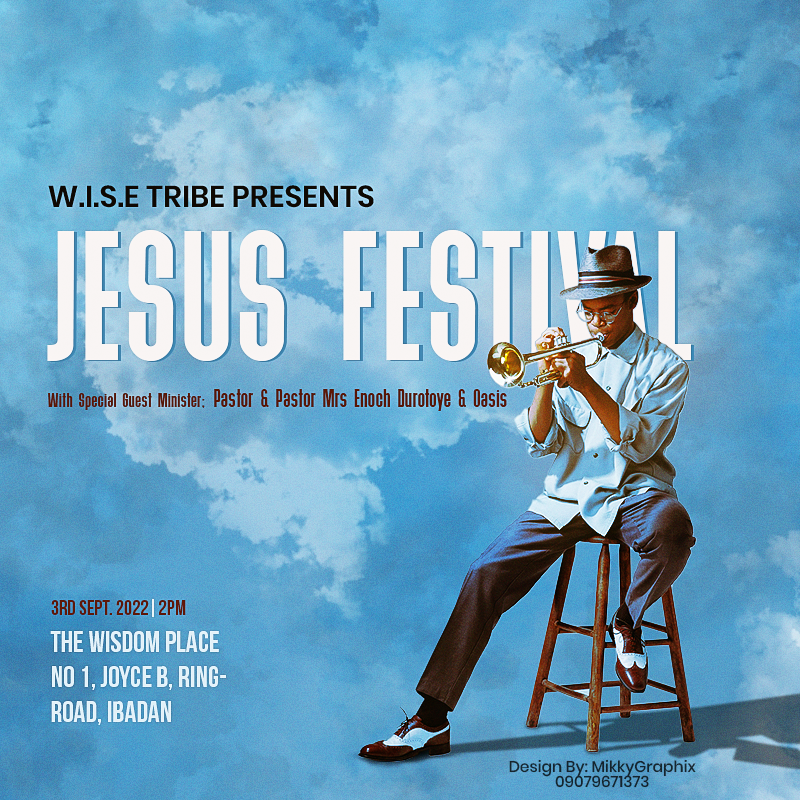 W.I.S.E TRIBE PRESENTS
JESUS FESTIVAL
With Special Guest Minister: Pastor & Pastor Mrs Enoch Durotoye & Oasis
3RD SEPT. 2022|2PM
THE WISDOM PLACE
NO 1, JOYCE B, RING-
ROAD, IBADAN
Design By: MikkyGraphix
09079671373